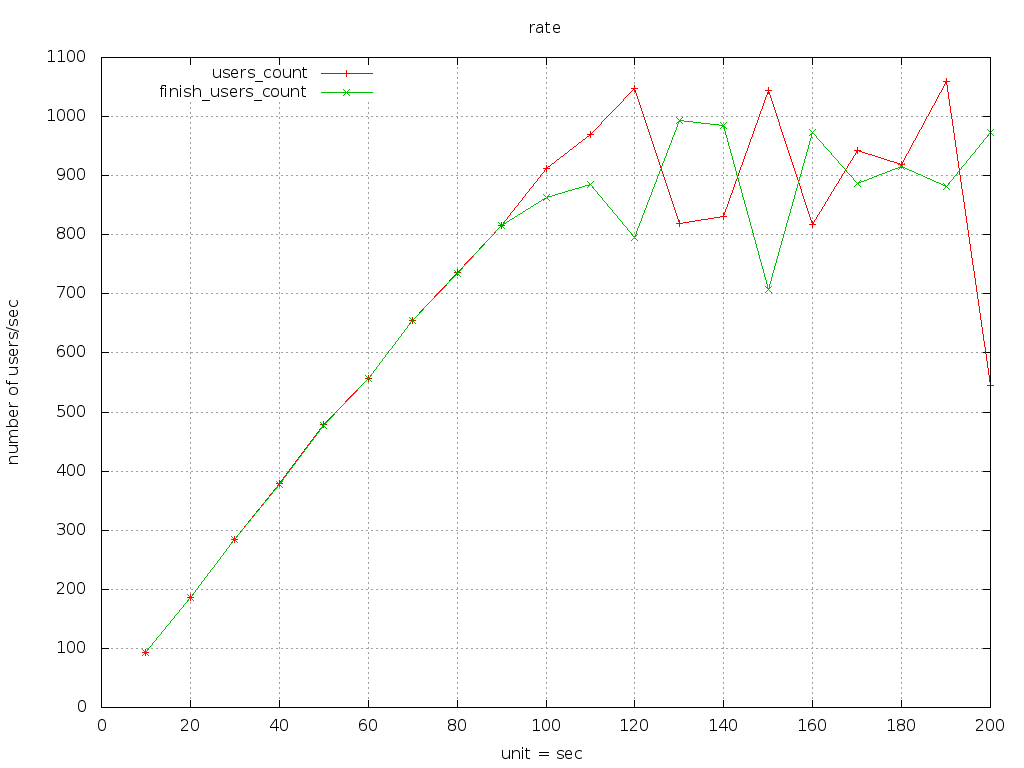 rate
users_count
finish_users_count
number of users/sec
1100
1000
900
800
700
600
500
400
300
200
100
0
0 20 40 60 80 100 120 140 160 180 200
unit = sec